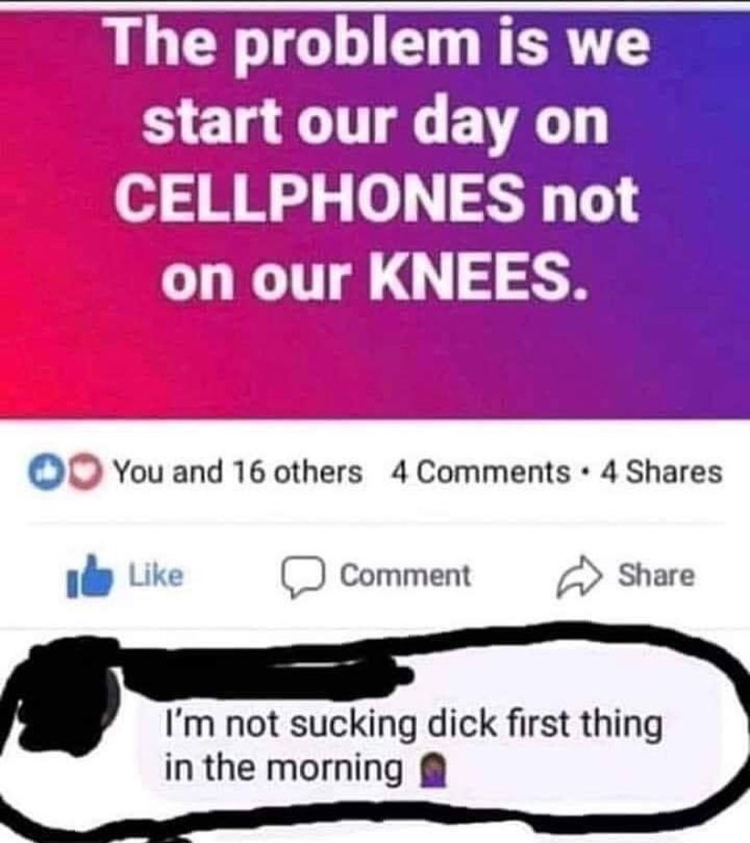 The problem is we
start our day on
CELLPHONES not
on our KNEES.
You and 16 others 4 Comments • 4 Shares
Like Comment Share
I'm not sucking dick first thing
in the morning 🤦🏾‍♀️